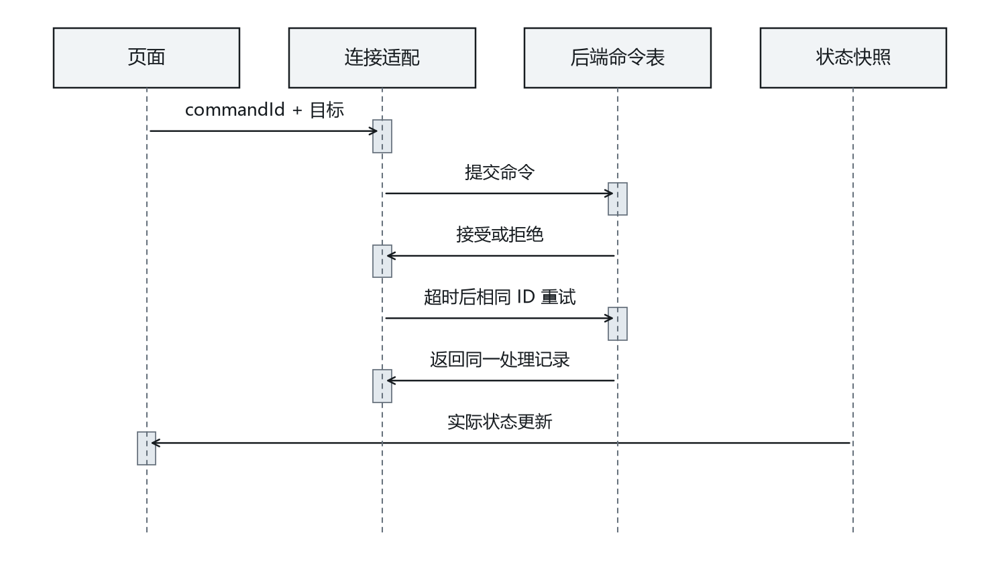 页面
连接适配
后端命令表
状态快照
commandId + 目标
提交命令
接受或拒绝
超时后相同 ID 重试
返回同一处理记录
实际状态更新